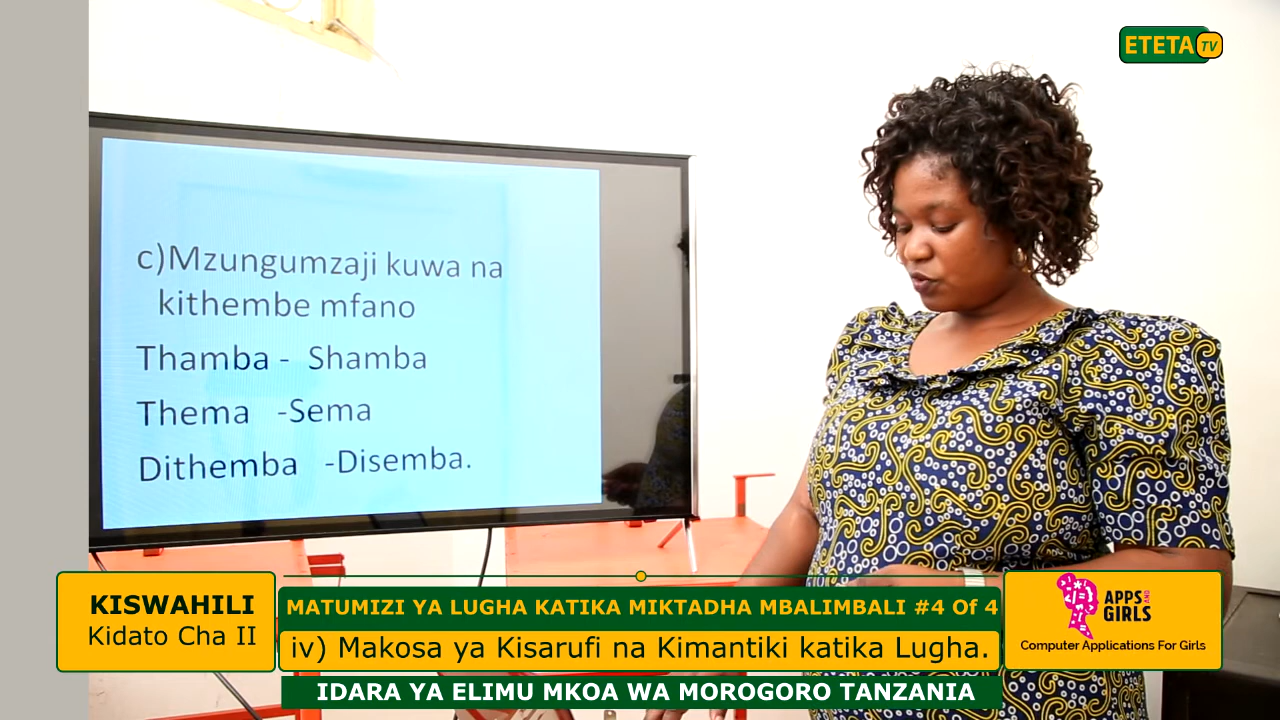 ETETA TV
c)Mzungumzaji kuwa na
kithembe mfano
Thamba - Shamba
Thema -Sema
Dithemba -Disemba.
KISWAHILI
Kidato Cha II
MATUMIZI YA LUGHA KATIKA MIKTADHA MBALIMBALI #4 Of 4
iv) Makosa ya Kisarufi na Kimantiki katika Lugha.
IDARA YA ELIMU MKOA WA MOROGORO TANZANIA
APPS AND
GIRLS
Computer Applications For Girls